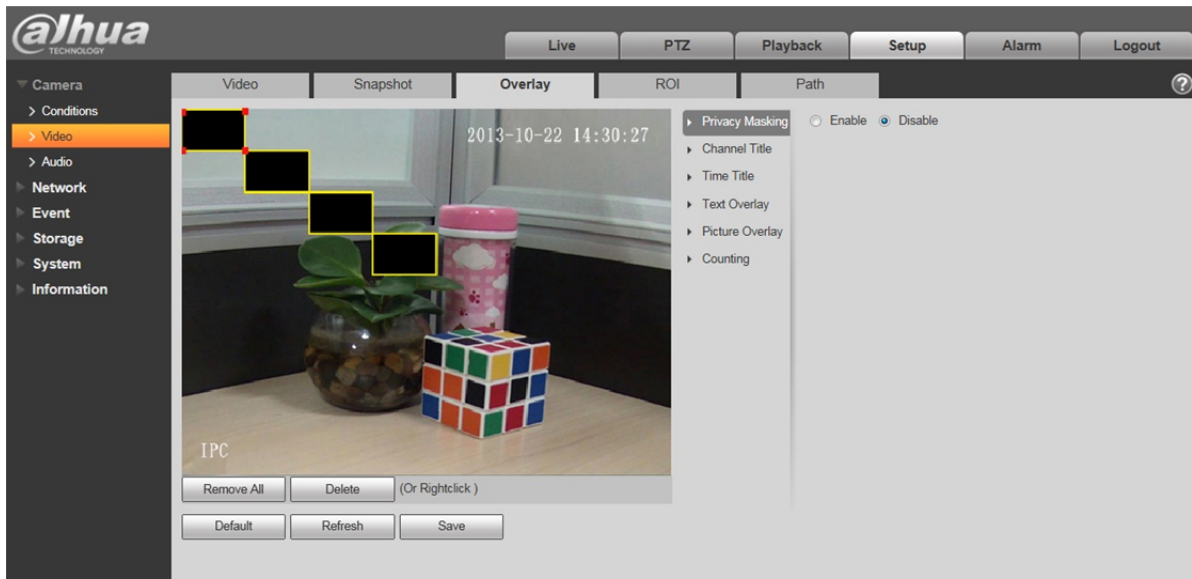 alhua
TECHNOLOGY
Live PTZ Playback Setup Alarm Logout
Camera
Conditions
Video
Audio
Network
Event
Storage
System
Information
Video Snapshot Overlay ROI Path
?
2013-10-22 14:30:27
IPC
Privacy Masking Enable Disable
Channel Title
Time Title
Text Overlay
Picture Overlay
Counting
Remove All Delete (Or Rightclick )
Default Refresh Save